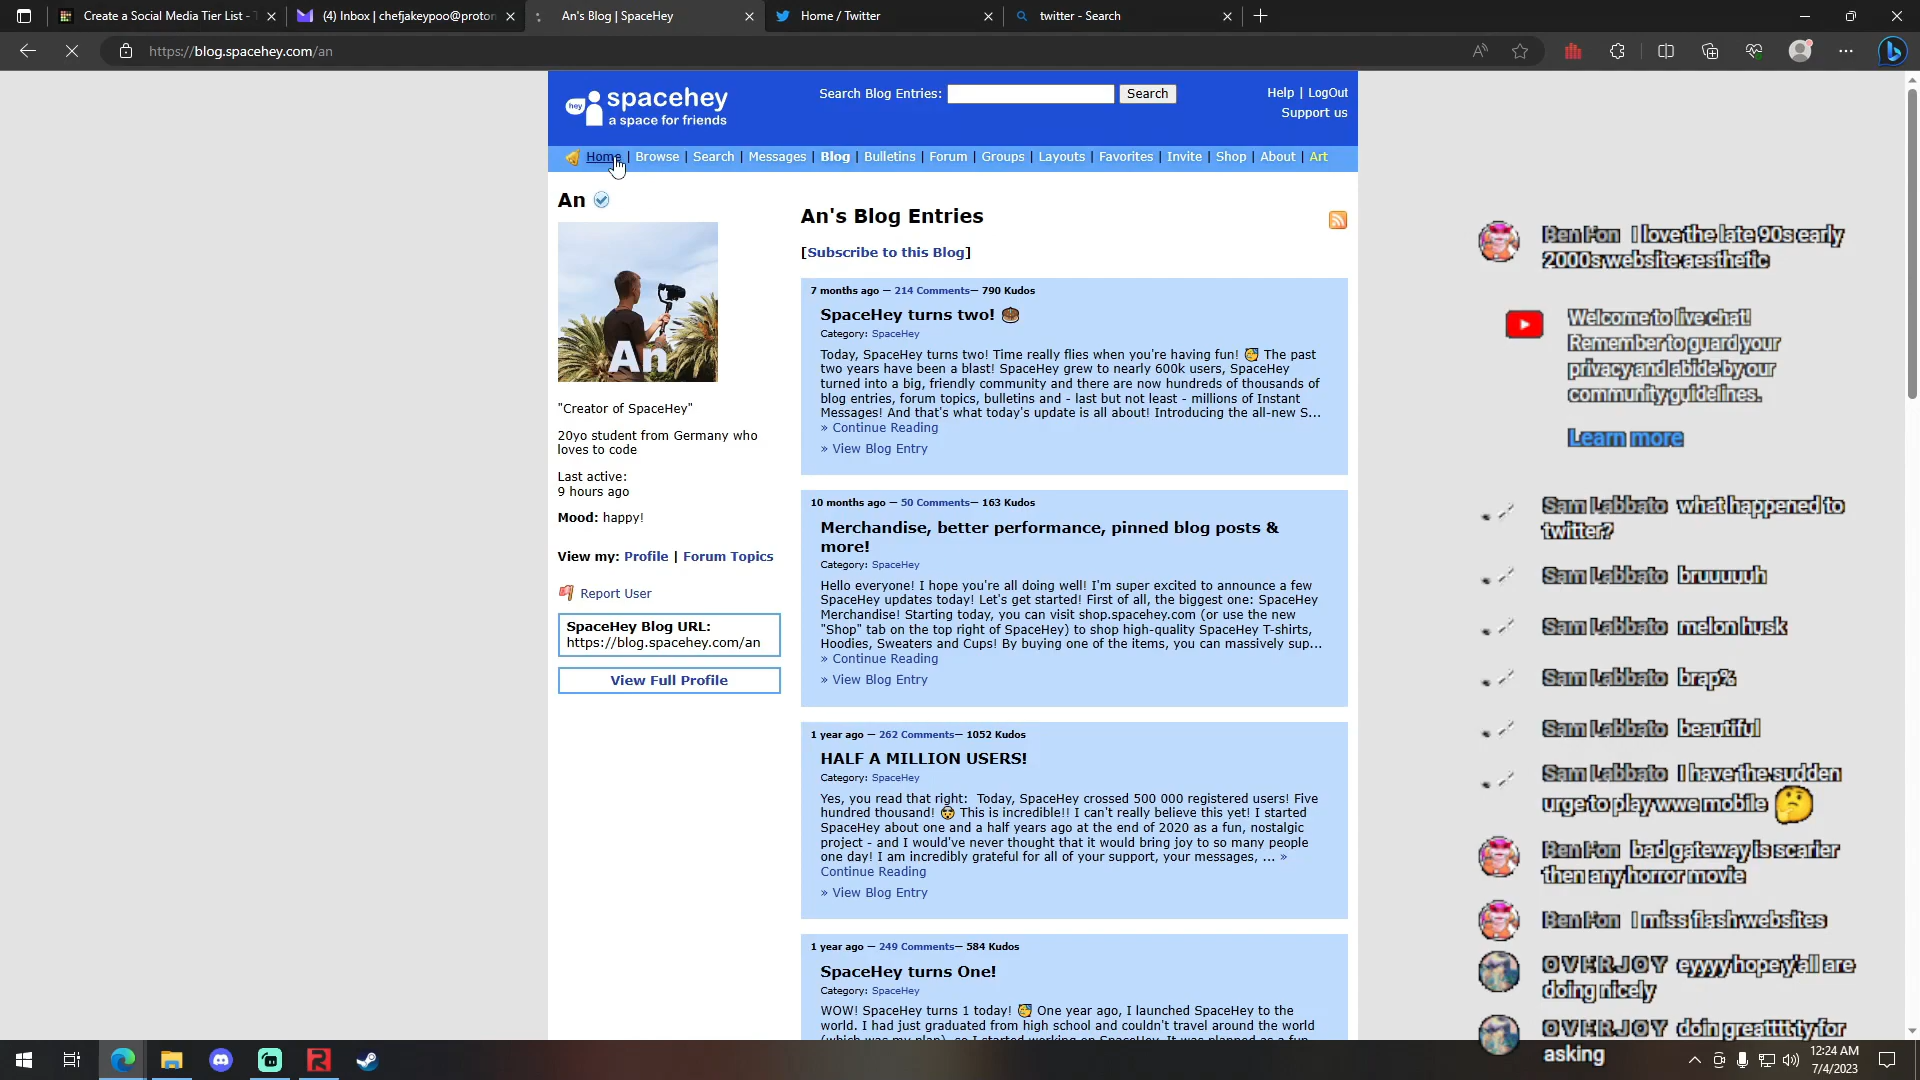 Create a Social Media Tier List - T
(4) Inbox | chefjakeypoo@proton
An's Blog | SpaceHey
Home / Twitter
twitter - Search
https://blog.spacehey.com/an
hey spacehey
a space for friends
Search Blog Entries:
Search
Help | LogOut
Support us
Home | Browse | Search | Messages | Blog | Bulletins | Forum | Groups | Layouts | Favorites | Invite | Shop | About | Art
An
An
"Creator of SpaceHey"
20yo student from Germany who
loves to code
Last active:
9 hours ago
Mood: happy!
View my: Profile | Forum Topics
Report User
SpaceHey Blog URL:
https://blog.spacehey.com/an
View Full Profile
An's Blog Entries
[Subscribe to this Blog]
7 months ago — 214 Comments— 790 Kudos
SpaceHey turns two! 🎂
Category: SpaceHey
Today, SpaceHey turns two! Time really flies when you're having fun! 🥳 The past
two years have been a blast! SpaceHey grew to nearly 600k users, SpaceHey
turned into a big, friendly community and there are now hundreds of thousands of
blog entries, forum topics, bulletins and - last but not least - millions of Instant
Messages! And that's what today's update is all about! Introducing the all-new S...
» Continue Reading
» View Blog Entry
10 months ago — 50 Comments— 163 Kudos
Merchandise, better performance, pinned blog posts &
more!
Category: SpaceHey
Hello everyone! I hope you're all doing well! I'm super excited to announce a few
SpaceHey updates today! Let's get started! First of all, the biggest one: SpaceHey
Merchandise! Starting today, you can visit shop.spacehey.com (or use the new
"Shop" tab on the top right of SpaceHey) to shop high-quality SpaceHey T-shirts,
Hoodies, Sweaters and Cups! By buying one of the items, you can massively sup...
» Continue Reading
» View Blog Entry
1 year ago — 262 Comments— 1052 Kudos
HALF A MILLION USERS!
Category: SpaceHey
Yes, you read that right:  Today, SpaceHey crossed 500 000 registered users! Five
hundred thousand! 🤯 This is incredible!! I can't really believe this yet! I started
SpaceHey about one and a half years ago at the end of 2020 as a fun, nostalgic
project - and I would've never thought that it would bring joy to so many people
one day! I am incredibly grateful for all of your support, your messages, ... »
Continue Reading
» View Blog Entry
1 year ago — 249 Comments— 584 Kudos
SpaceHey turns One!
Category: SpaceHey
WOW! SpaceHey turns 1 today! 🥳 One year ago, I launched SpaceHey to the
world. I had just graduated from high school and couldn't travel around the world
(which was my plan), so I started working on SpaceHey. It was planned as a fun,
Ben Fon I love the late 90s early
2000s website aesthetic
Welcome to live chat!
Remember to guard your
privacy and abide by our
community guidelines.
Learn more
Sam Labbato what happened to
twitter?
Sam Labbato bruuuuuh
Sam Labbato melon husk
Sam Labbato brap%
Sam Labbato beautiful
Sam Labbato I have the sudden
urge to play wwe mobile 🤔
Ben Fon bad gateway is scarier
then any horror movie
Ben Fon I miss flash websites
O V E R J O Y eyyyy hope y'all are
doing nicely
O V E R J O Y doin greatttt ty for
asking
12:24 AM
7/4/2023